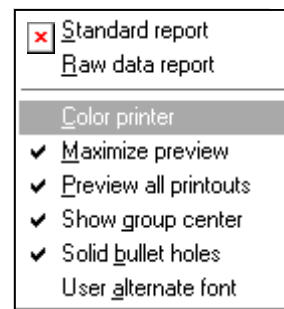 Standard report
Raw data report
Color printer
Maximize preview
Preview all printouts
Show group center
Solid bullet holes
User alternate font